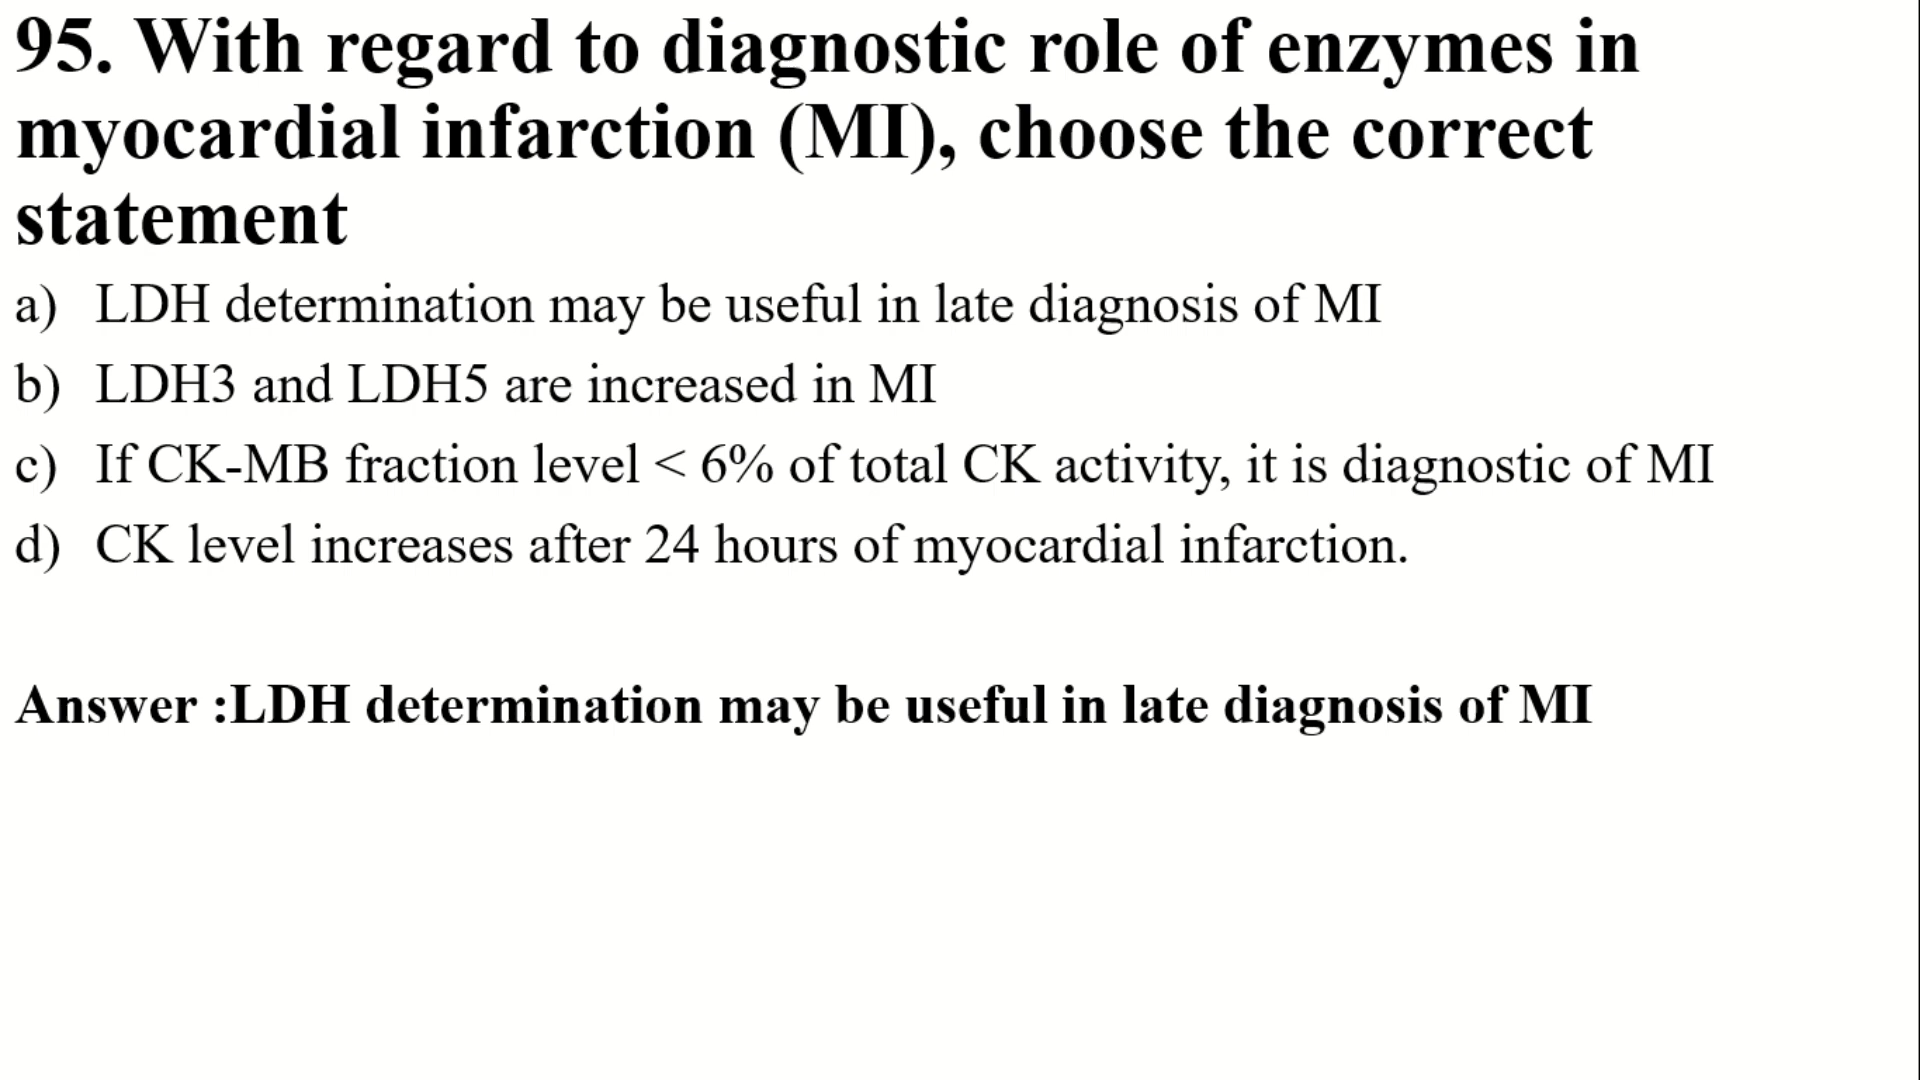 95. With regard to diagnostic role of enzymes in
myocardial infarction (MI), choose the correct
statement
a) LDH determination may be useful in late diagnosis of MI
b) LDH3 and LDH5 are increased in MI
c) If CK-MB fraction level < 6% of total CK activity, it is diagnostic of MI
d) CK level increases after 24 hours of myocardial infarction.
Answer :LDH determination may be useful in late diagnosis of MI